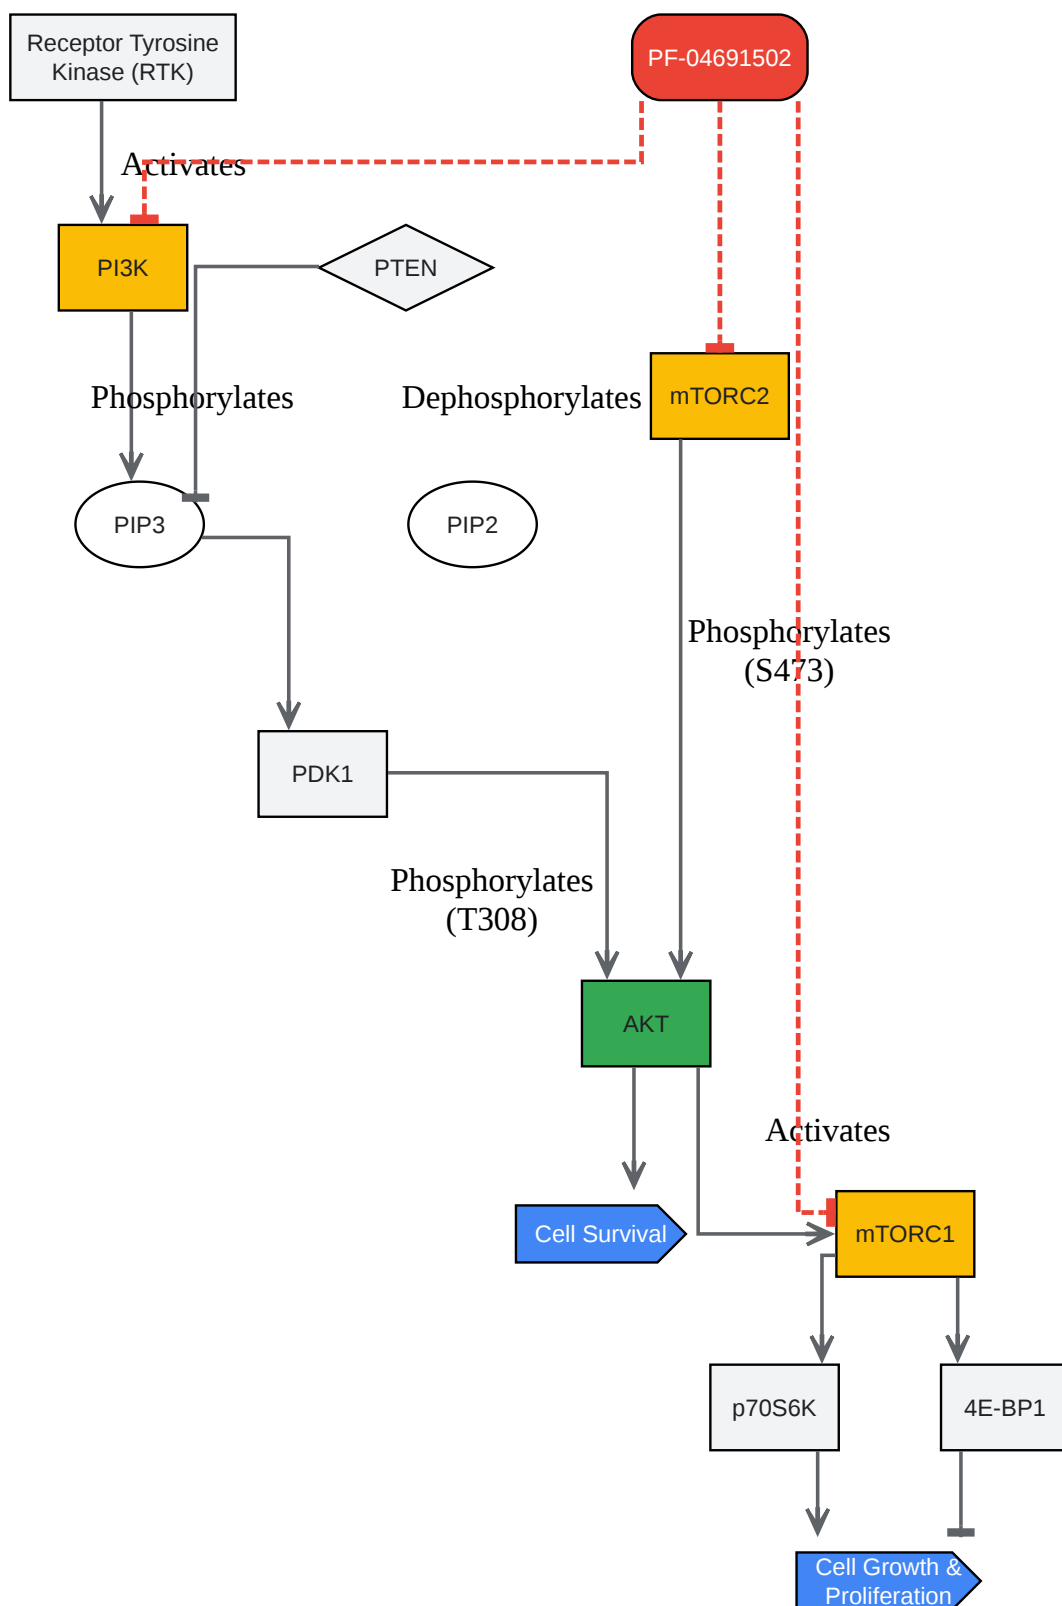 Receptor Tyrosine
Kinase (RTK)
PF-04691502
Activates
PI3K
PTEN
Phosphorylates
Dephosphorylates
mTORC2
PIP3
PIP2
Phosphorylates
(S473)
PDK1
Phosphorylates
(T308)
AKT
Activates
Cell Survival
mTORC1
p70S6K
4E-BP1
Cell Growth &
Proliferation